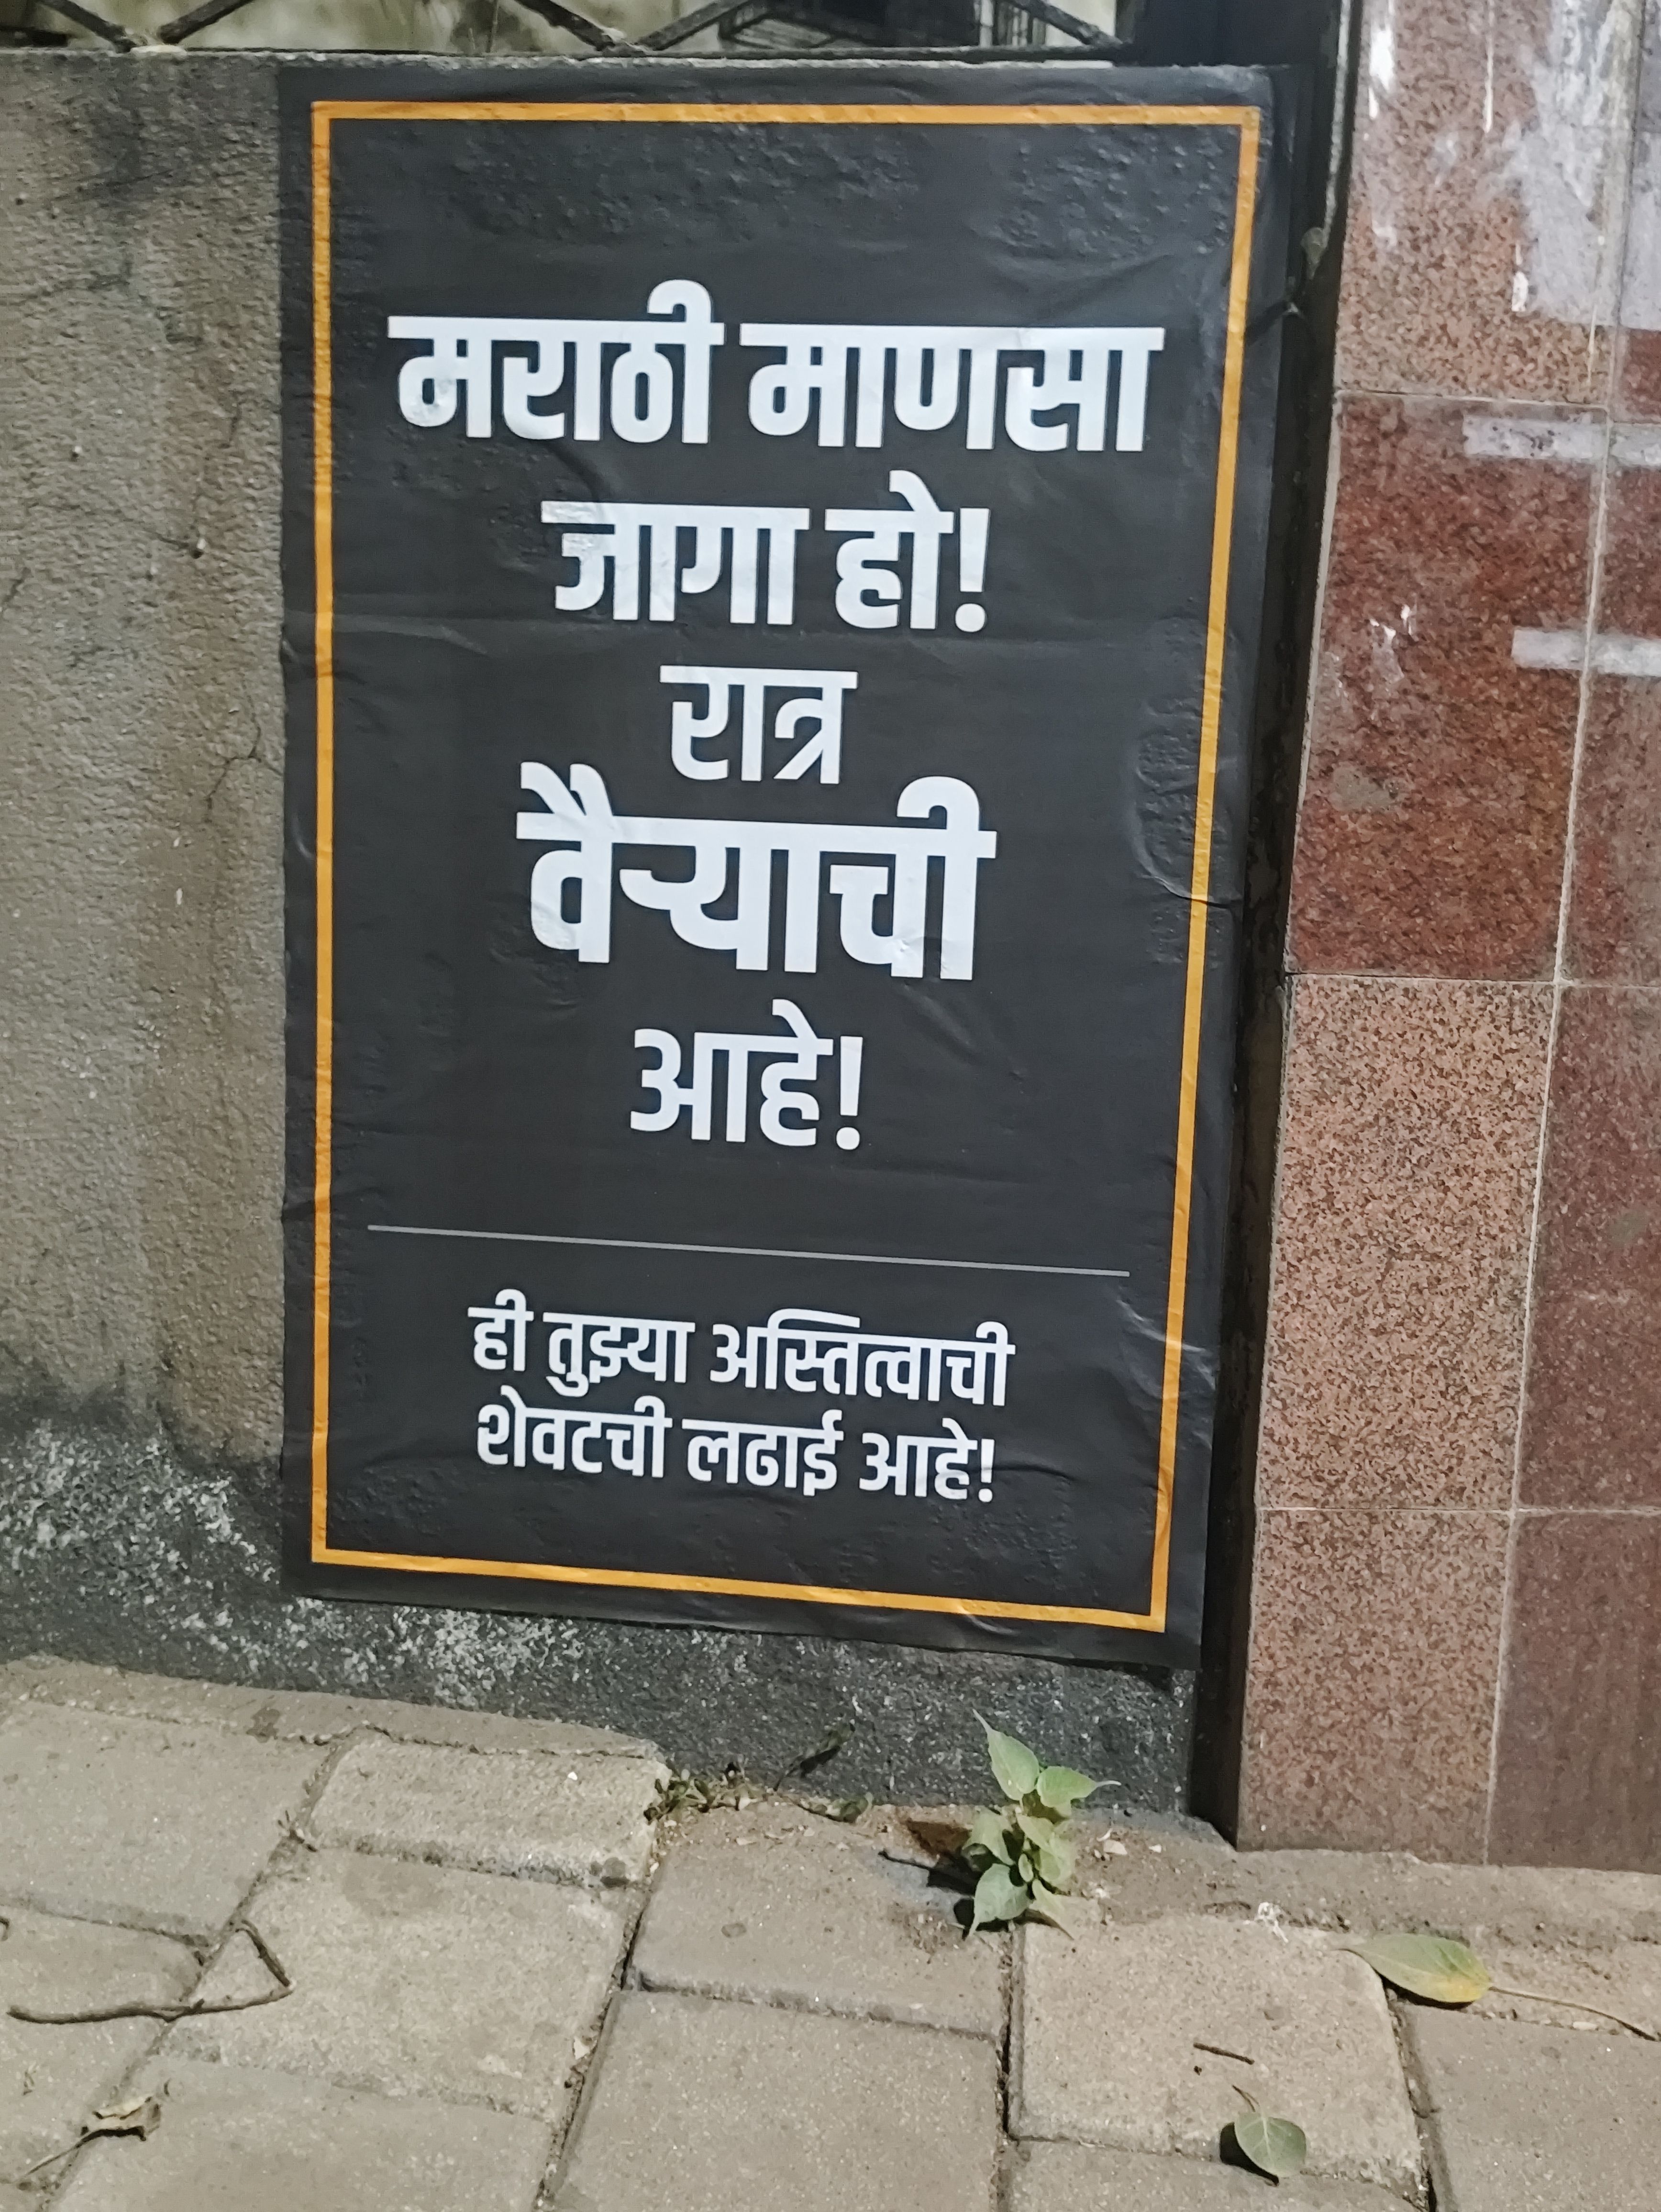 मराठी माणसा
जागा हो!
रात्र
वैऱ्याची
आहे!
ही तुझ्या अस्तित्वाची
शेवटची लढाई आहे!